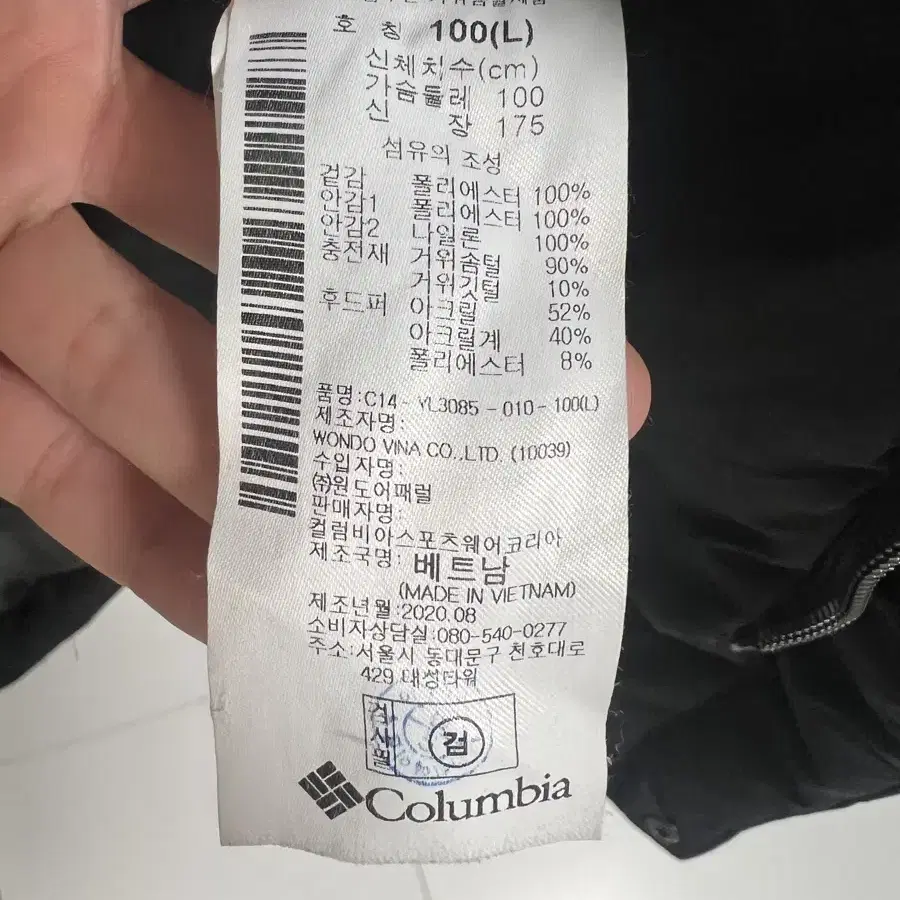 호 칭 100(L)
신체치수(cm)
가슴둘레 100
신 장 175
섬유의 조성
겉감 폴리에스터 100%
안감1 폴리에스터 100%
안감2 나일론 100%
충전재 거위솜털 90%
거위깃털 10%
후드퍼 아크릴 52%
아크릴계 40%
폴리에스터 8%
품명:C14 - YL3085 - 010 - 100(L)
제조자명:
WONDO VINA CO.,LTD. (10039)
수입자명:
(주)원도어패럴
판매자명:
컬럼비아스포츠웨어코리아
제조국명: 베트남
(MADE IN VIETNAM)
제조년월:2020.08
소비자상담실:080-540-0277
주소:서울시 동대문구 천호대로
429 대성타워
검사필 검
Columbia